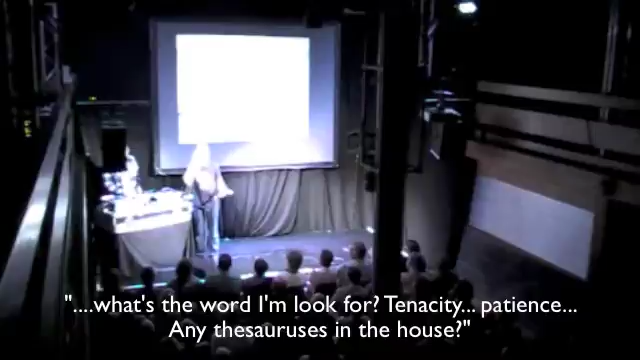 "....what's the word I'm look for? Tenacity... patience...
Any thesauruses in the house?"